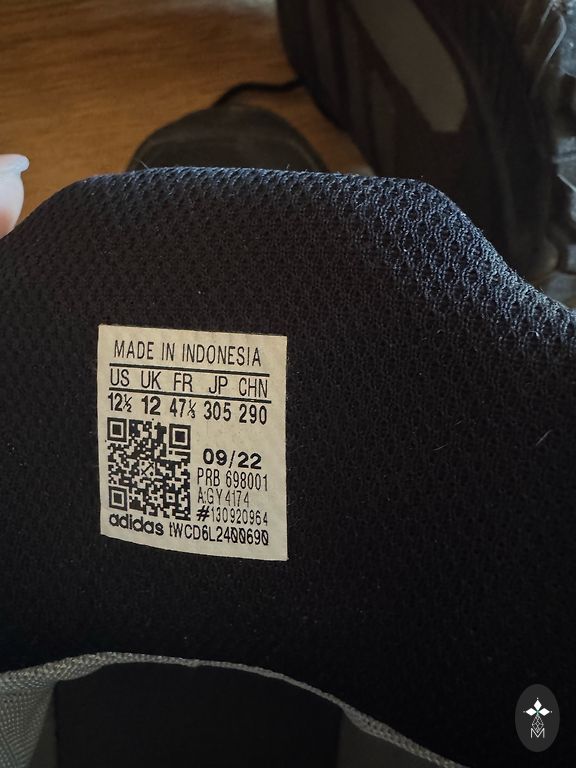 MADE IN INDONESIA
US UK FR JP CHN
12½ 12 47⅓ 305 290
09/22
PRB 698001
A:GY4174
#130920964
adidas tWCD6L2400690
M